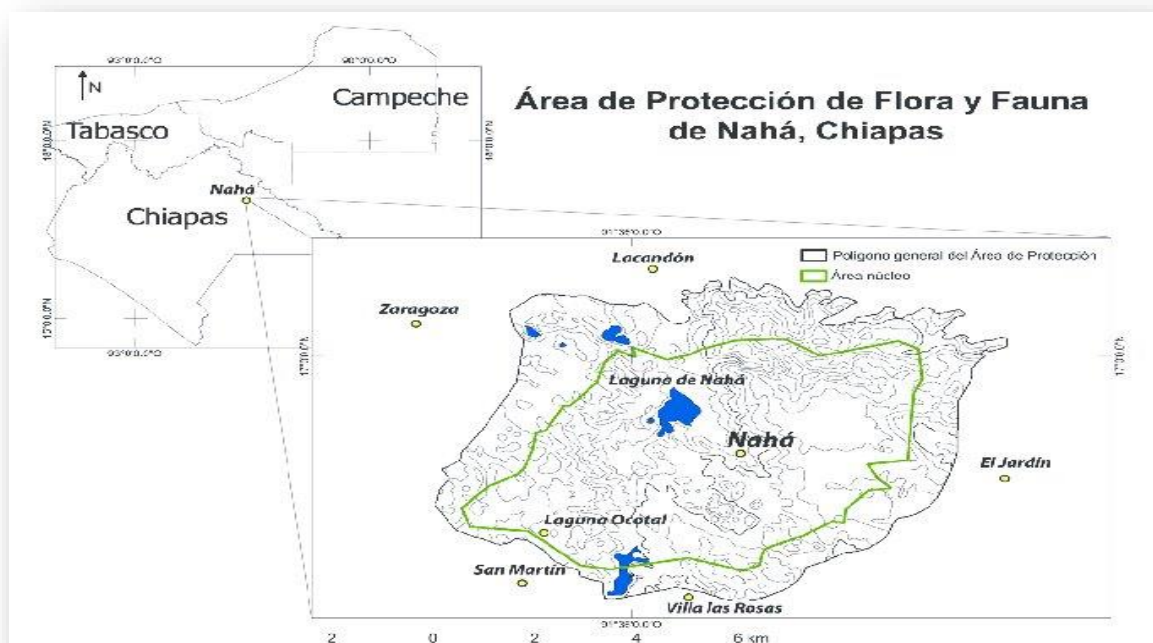 Área de Protección de Flora y Fauna
de Nahá, Chiapas
N
Campeche
Tabasco
Nahá
Chiapas
Polígono general del Área de Protección
Área núcleo
Lacandón
Zaragoza
Laguna de Nahá
Nahá
El Jardín
Laguna Ocotal
San Martín
Villa las Rosas
2 0 2 4 6 km